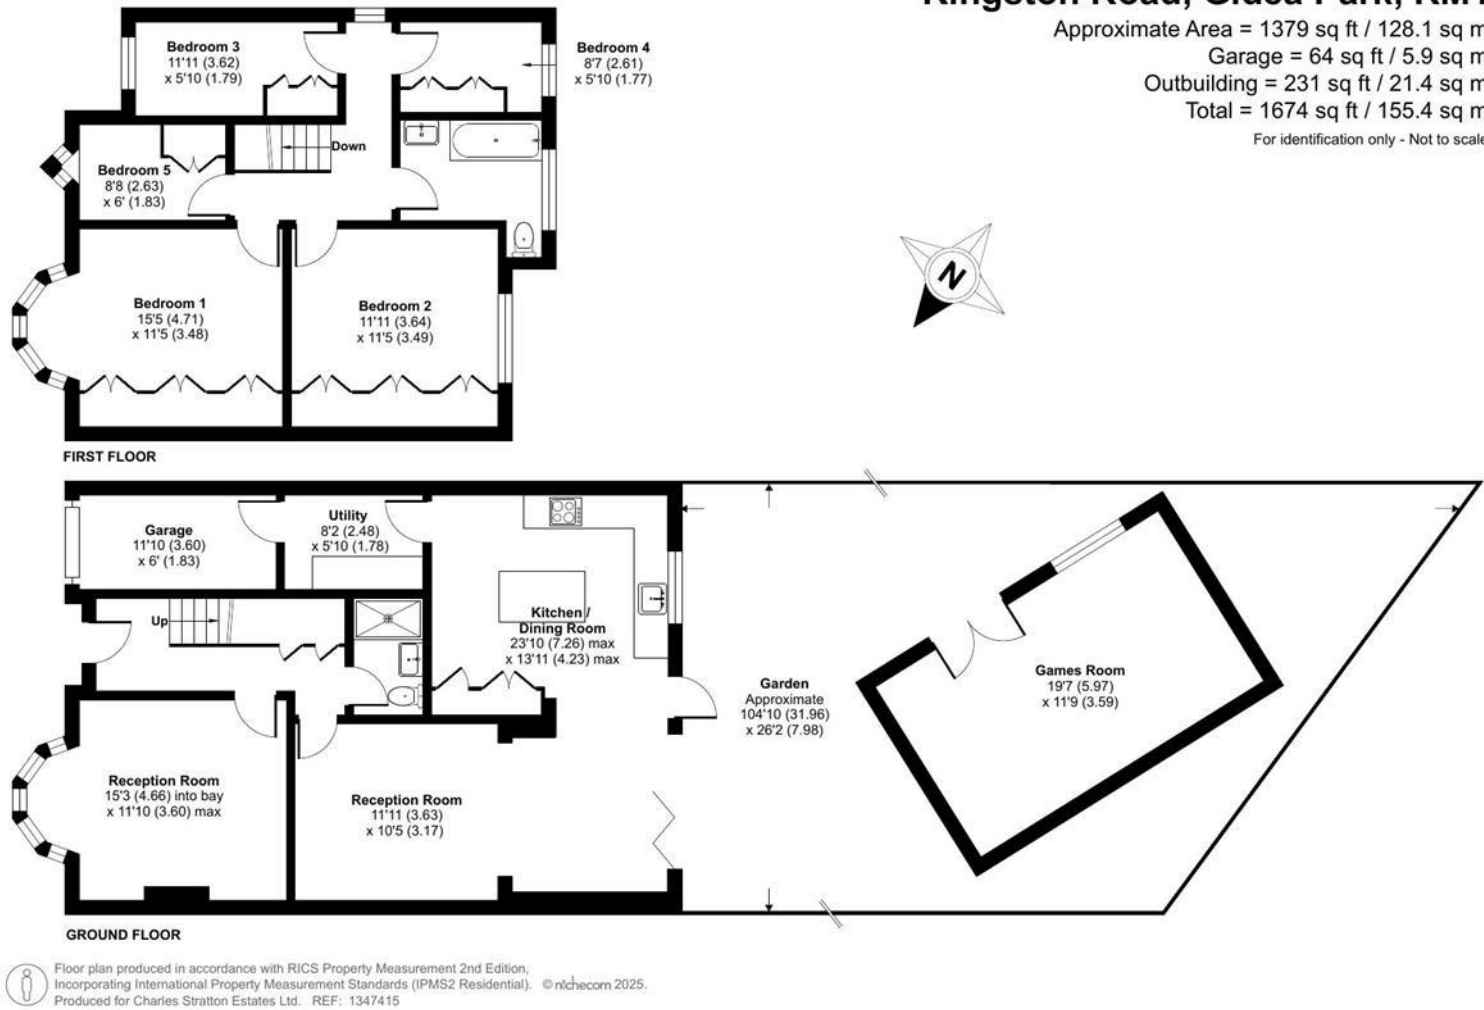 Approximate Area = 1379 sq ft / 128.1 sq m
Garage = 64 sq ft / 5.9 sq m
Outbuilding = 231 sq ft / 21.4 sq m
Total = 1674 sq ft / 155.4 sq m
For identification only - Not to scale
Bedroom 3
11'11 (3.62)
x 5'10 (1.79)
Bedroom 4
8'7 (2.61)
x 5'10 (1.77)
Down
Bedroom 5
8'8 (2.63)
x 6' (1.83)
N
Bedroom 1
15'5 (4.71)
x 11'5 (3.48)
Bedroom 2
11'11 (3.64)
x 11'5 (3.49)
FIRST FLOOR
Garage
11'10 (3.60)
x 6' (1.83)
Utility
8'2 (2.48)
x 5'10 (1.78)
Up
Kitchen /
Dining Room
23'10 (7.26) max
x 13'11 (4.23) max
Garden
Approximate
104'10 (31.96)
x 26'2 (7.98)
Games Room
19'7 (5.97)
x 11'9 (3.59)
Reception Room
15'3 (4.66) into bay
x 11'10 (3.60) max
Reception Room
11'11 (3.63)
x 10'5 (3.17)
GROUND FLOOR
Floor plan produced in accordance with RICS Property Measurement 2nd Edition,
Incorporating International Property Measurement Standards (IPMS2 Residential). © nichecom 2025.
Produced for Charles Stratton Estates Ltd. REF: 1347415